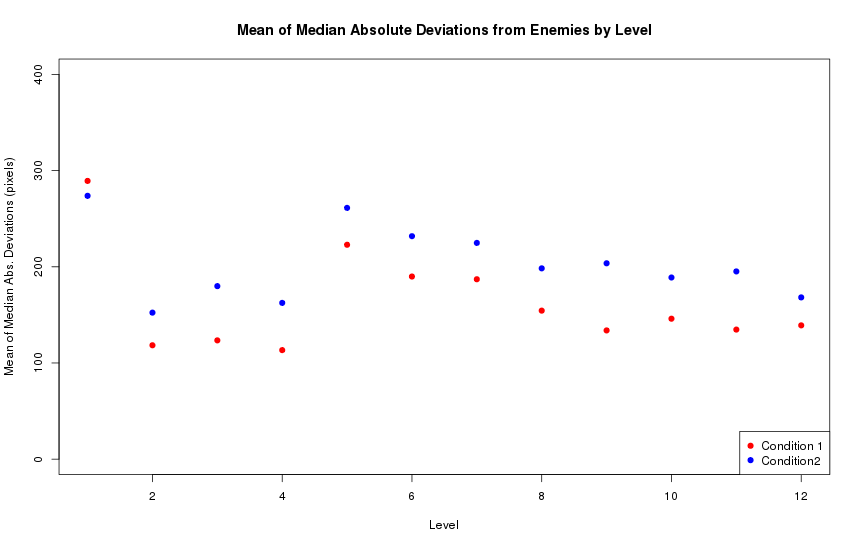 Mean of Median Absolute Deviations from Enemies by Level
Mean of Median Abs. Deviations (pixels)
400
300
200
100
0
2 4 6 8 10 12
Level
Condition 1
Condition2